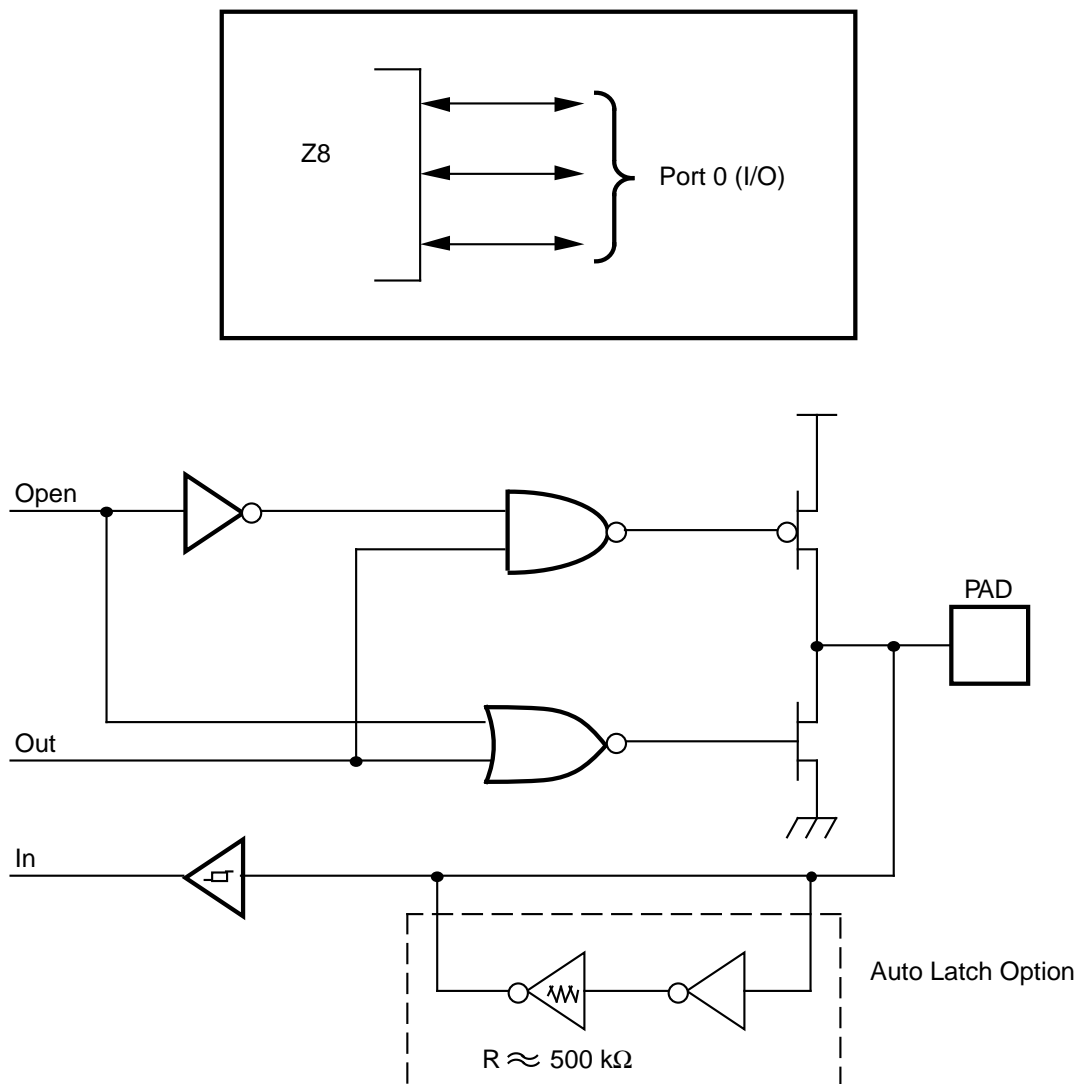 Z8
Port 0 (I/O)
Open
PAD
Out
In
Auto Latch Option
R ≈ 500 kΩ